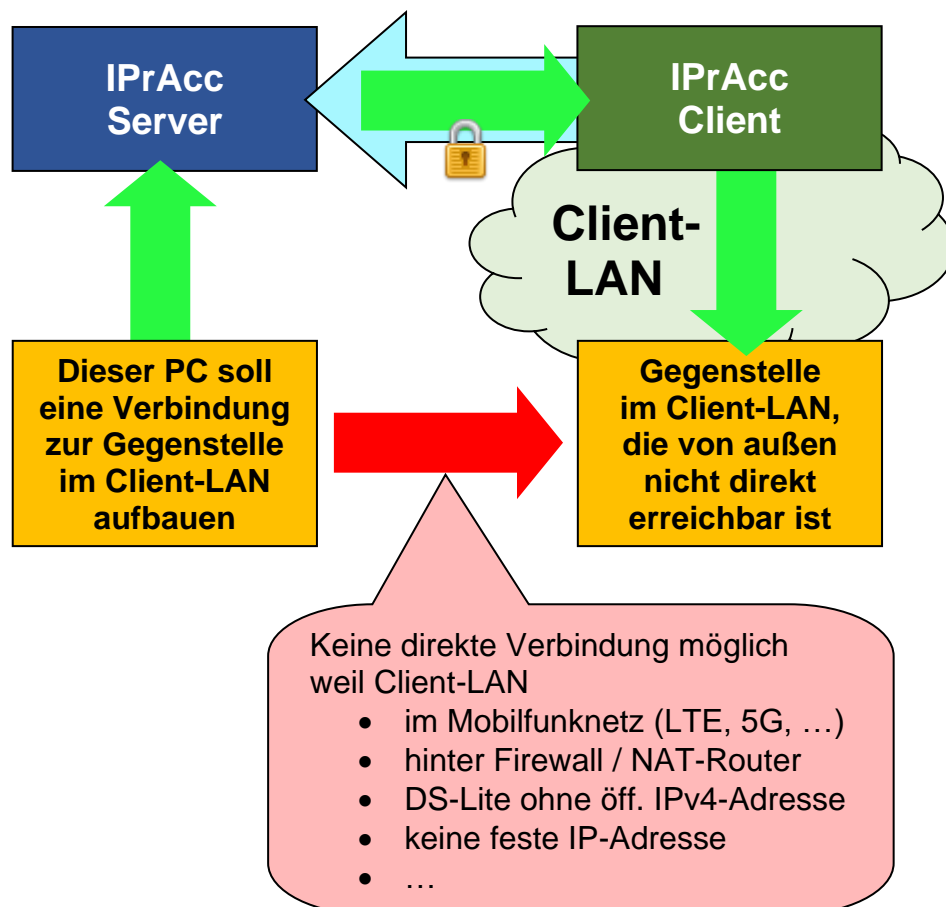 IPrAcc
Server
IPrAcc
Client
Client-
LAN
Dieser PC soll
eine Verbindung
zur Gegenstelle
im Client-LAN
aufbauen
Gegenstelle
im Client-LAN,
die von außen
nicht direkt
erreichbar ist
Keine direkte Verbindung möglich
weil Client-LAN
• im Mobilfunknetz (LTE, 5G, …)
• hinter Firewall / NAT-Router
• DS-Lite ohne öff. IPv4-Adresse
• keine feste IP-Adresse
• …